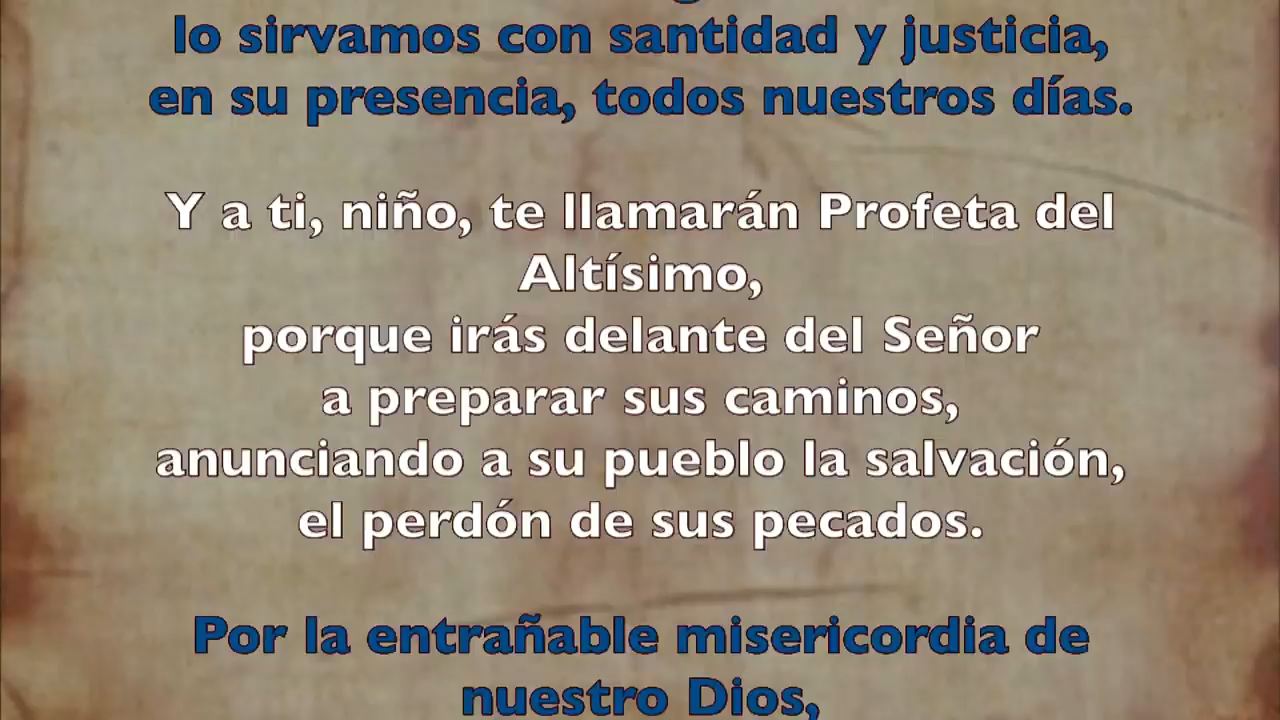 lo sirvamos con santidad y justicia,
en su presencia, todos nuestros días.
Y a ti, niño, te llamarán Profeta del
Altísimo,
porque irás delante del Señor
a preparar sus caminos,
anunciando a su pueblo la salvación,
el perdón de sus pecados.
Por la entrañable misericordia de
nuestro Dios,